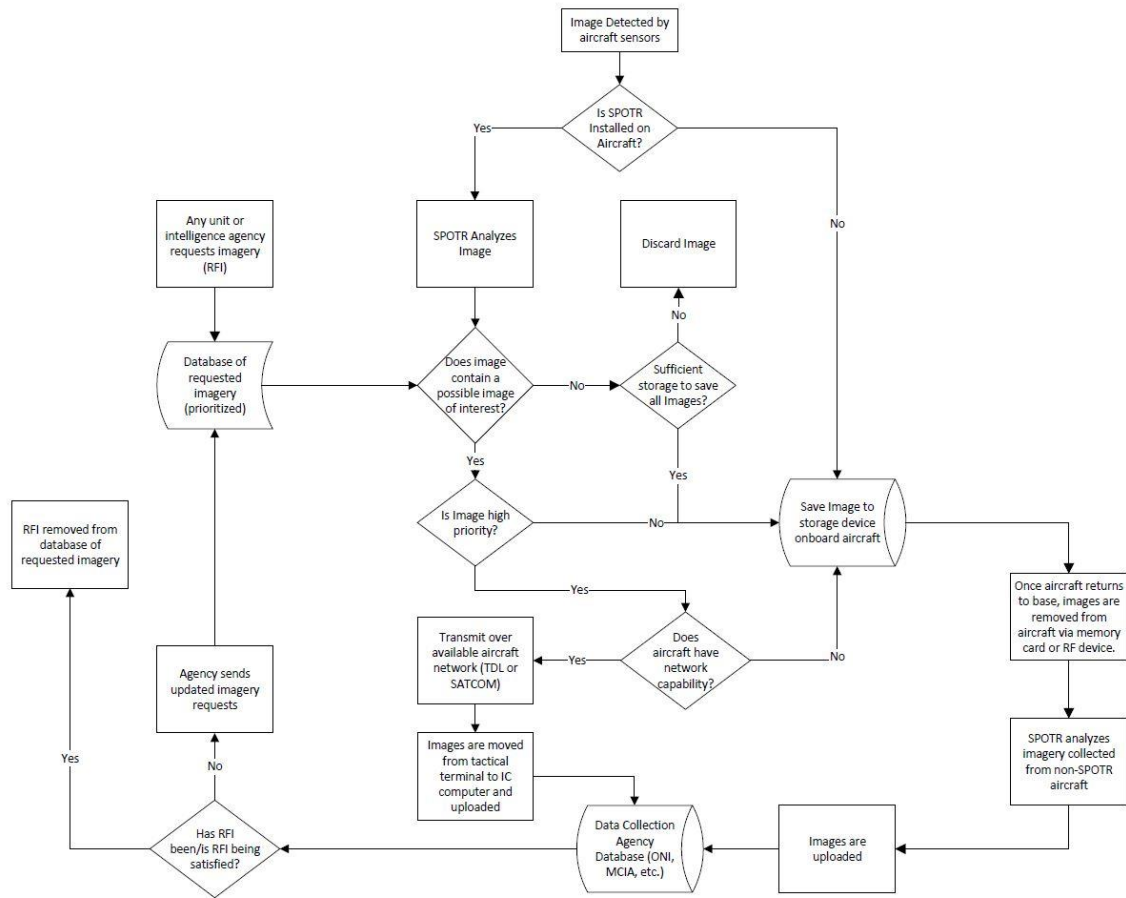 Image Detected by
aircraft sensors
Is SPOTR
Installed on
Aircraft?
Yes
No
Any unit or
intelligence agency
requests imagery
(RFI)
SPOTR Analyzes
Image
Discard Image
No
Database of
requested
imagery
(prioritized)
Does image
contain a
possible image
of interest?
No
Sufficient
storage to save
all Images?
Yes
Yes
RFI removed from
database of
requested imagery
Is Image high
priority?
No
Save Image to
storage device
onboard aircraft
Yes
Once aircraft returns
to base, images are
removed from
aircraft via memory
card or RF device.
Transmit over
available aircraft
network (TDL or
SATCOM)
Yes
Does
aircraft have
network
capability?
No
Agency sends
updated imagery
requests
Yes
No
Images are moved
from tactical
terminal to IC
computer and
uploaded
SPOTR analyzes
imagery collected
from non-SPOTR
aircraft
Has RFI
been/is RFI being
satisfied?
Data Collection
Agency
Database (ONI,
MCIA, etc.)
Images are
uploaded